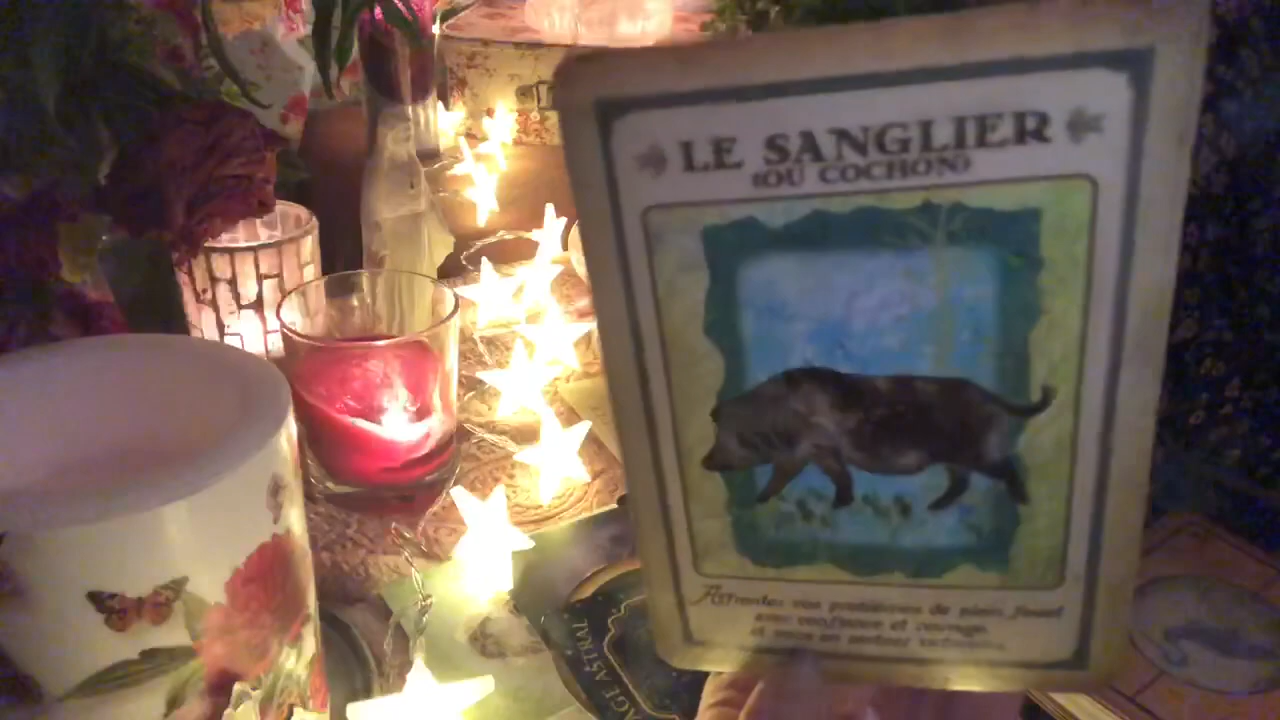 LE SANGLIER
(OU COCHON)
Affrontez vos problèmes de plein fouet
avec confiance et courage,
et vous en sortirez
AGE ASTRAL